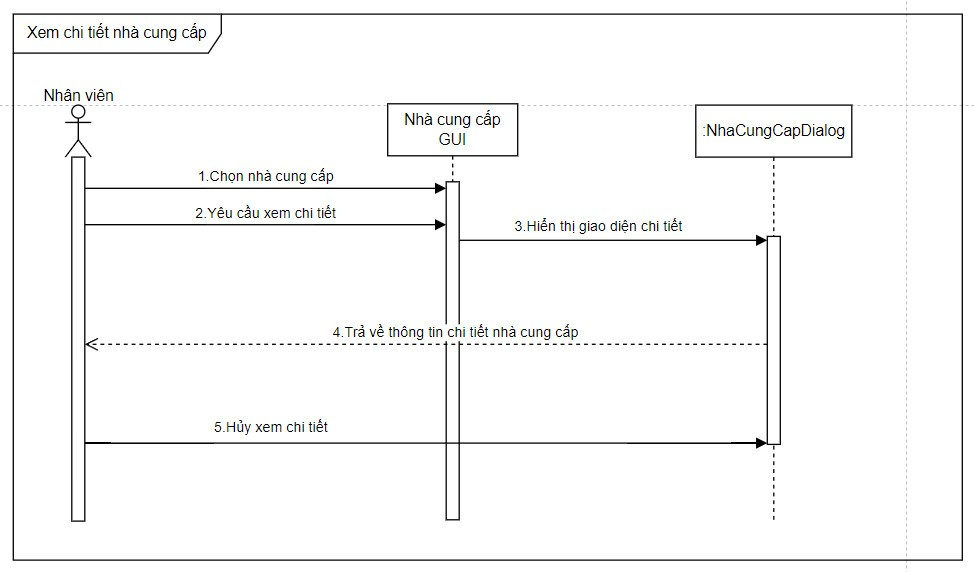 Xem chi tiết nhà cung cấp
Nhân viên
Nhà cung cấp
GUI
:NhaCungCapDialog
1.Chọn nhà cung cấp
2.Yêu cầu xem chi tiết
3.Hiển thị giao diện chi tiết
4.Trả về thông tin chi tiết nhà cung cấp
5.Hủy xem chi tiết